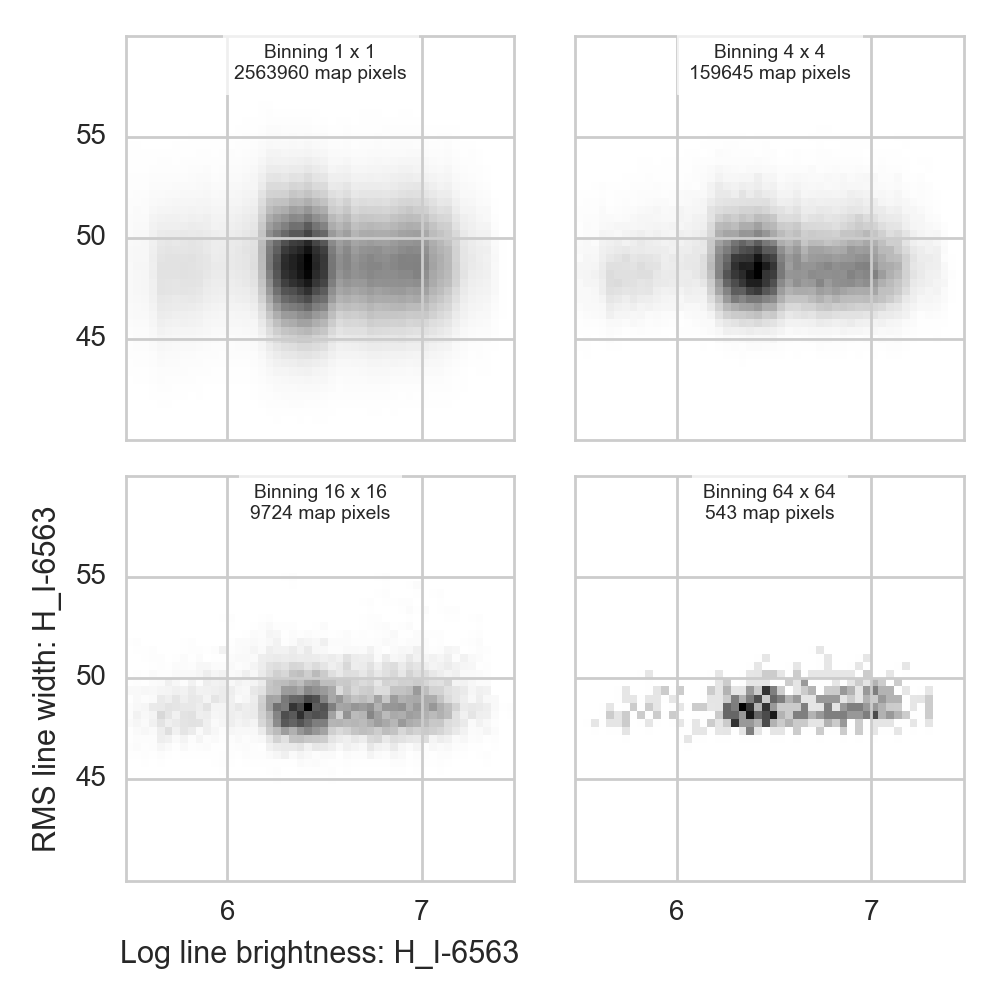 Binning 1 x 1
2563960 map pixels
Binning 4 x 4
159645 map pixels
55
50
45
Binning 16 x 16
9724 map pixels
Binning 64 x 64
543 map pixels
55
50
45
RMS line width: H_I-6563
6
7
6
7
Log line brightness: H_I-6563